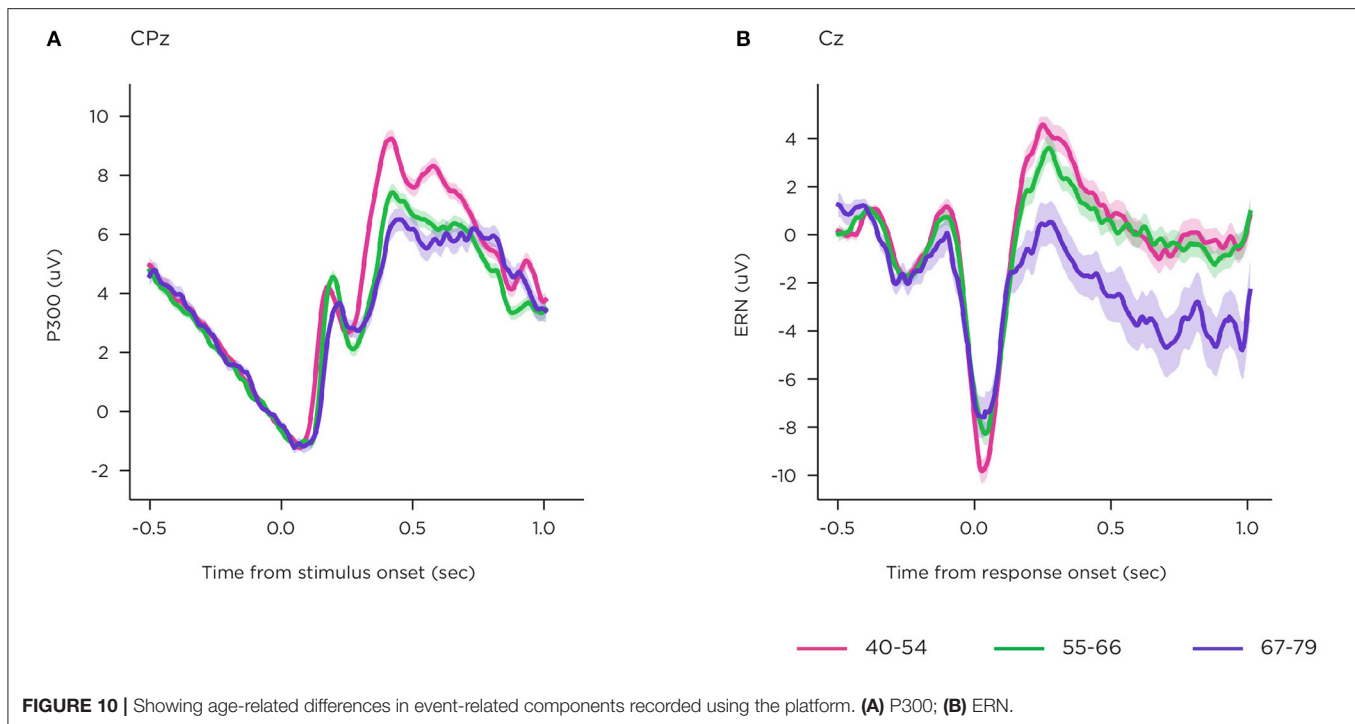 A CPz
P300 (uV)
10
8
6
4
2
0
-2
-0.5 0.0 0.5 1.0
Time from stimulus onset (sec)
B Cz
ERN (uV)
4
2
0
-2
-4
-6
-8
-10
-0.5 0.0 0.5 1.0
Time from response onset (sec)
40-54 55-66 67-79
FIGURE 10 | Showing age-related differences in event-related components recorded using the platform. (A) P300; (B) ERN.